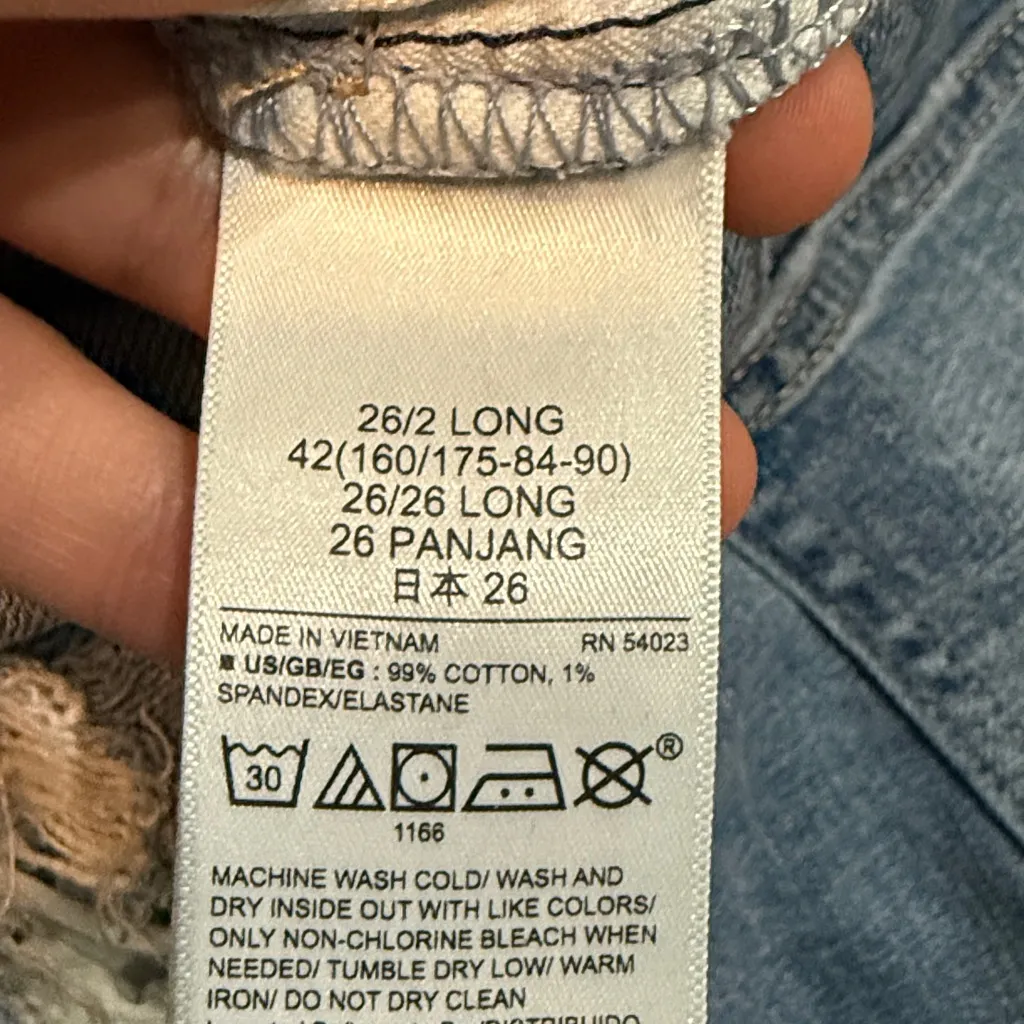 26/2 LONG
42(160/175-84-90)
26/26 LONG
26 PANJANG
日本 26
MADE IN VIETNAM RN 54023
US/GB/EG : 99% COTTON, 1%
SPANDEX/ELASTANE
30
®
1166
MACHINE WASH COLD/ WASH AND
DRY INSIDE OUT WITH LIKE COLORS/
ONLY NON-CHLORINE BLEACH WHEN
NEEDED/ TUMBLE DRY LOW/ WARM
IRON/ DO NOT DRY CLEAN